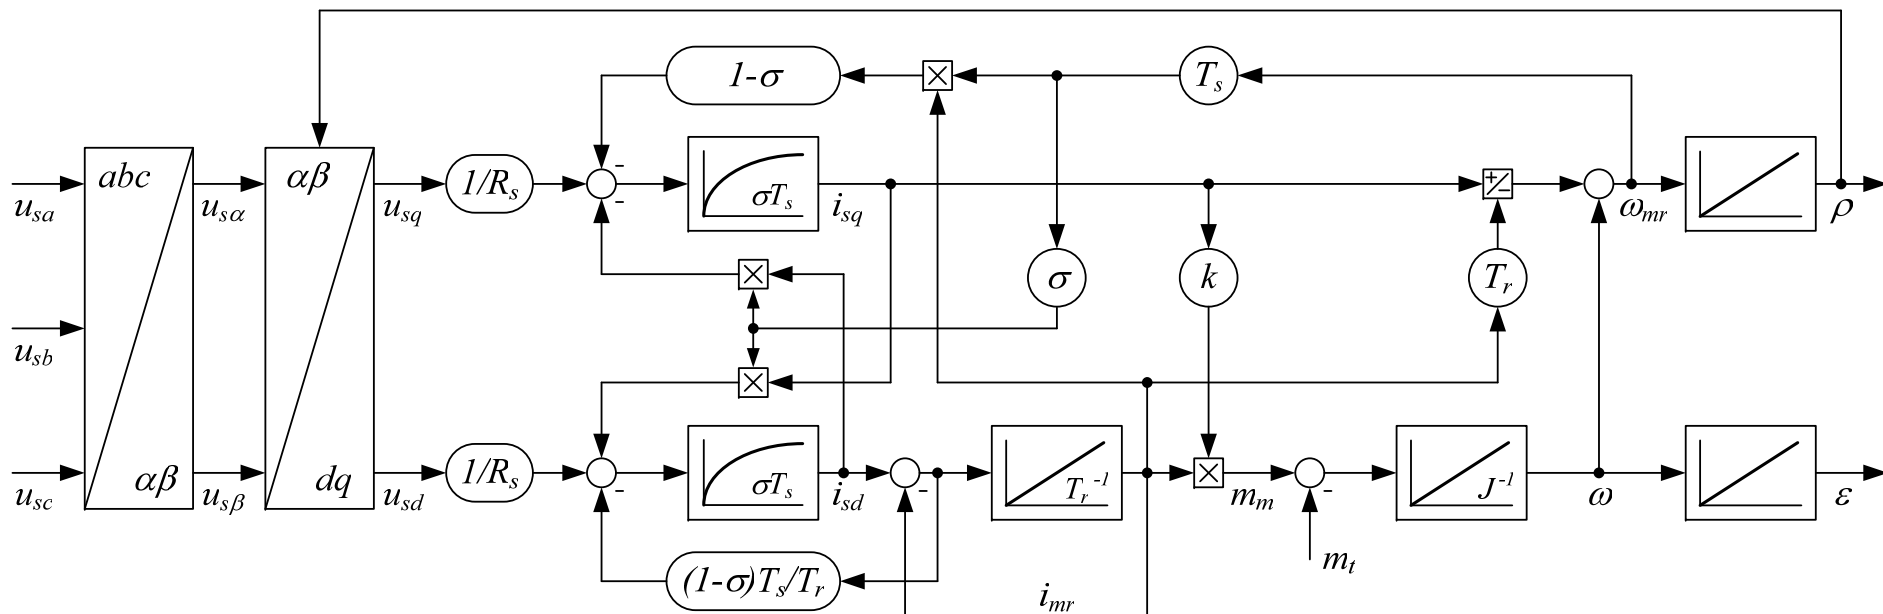 1-σ
T_s
abc
αβ
1/R_s
-
-
σT_s
+
-
u_sa
u_sα
u_sq
i_sq
ω_mr
ρ
σ
k
T_r
u_sb
αβ
dq
1/R_s
-
σT_s
-
T_r^-1
-
J^-1
u_sc
u_sβ
u_sd
i_sd
m_m
ω
ε
(1-σ)T_s/T_r
m_t
i_mr